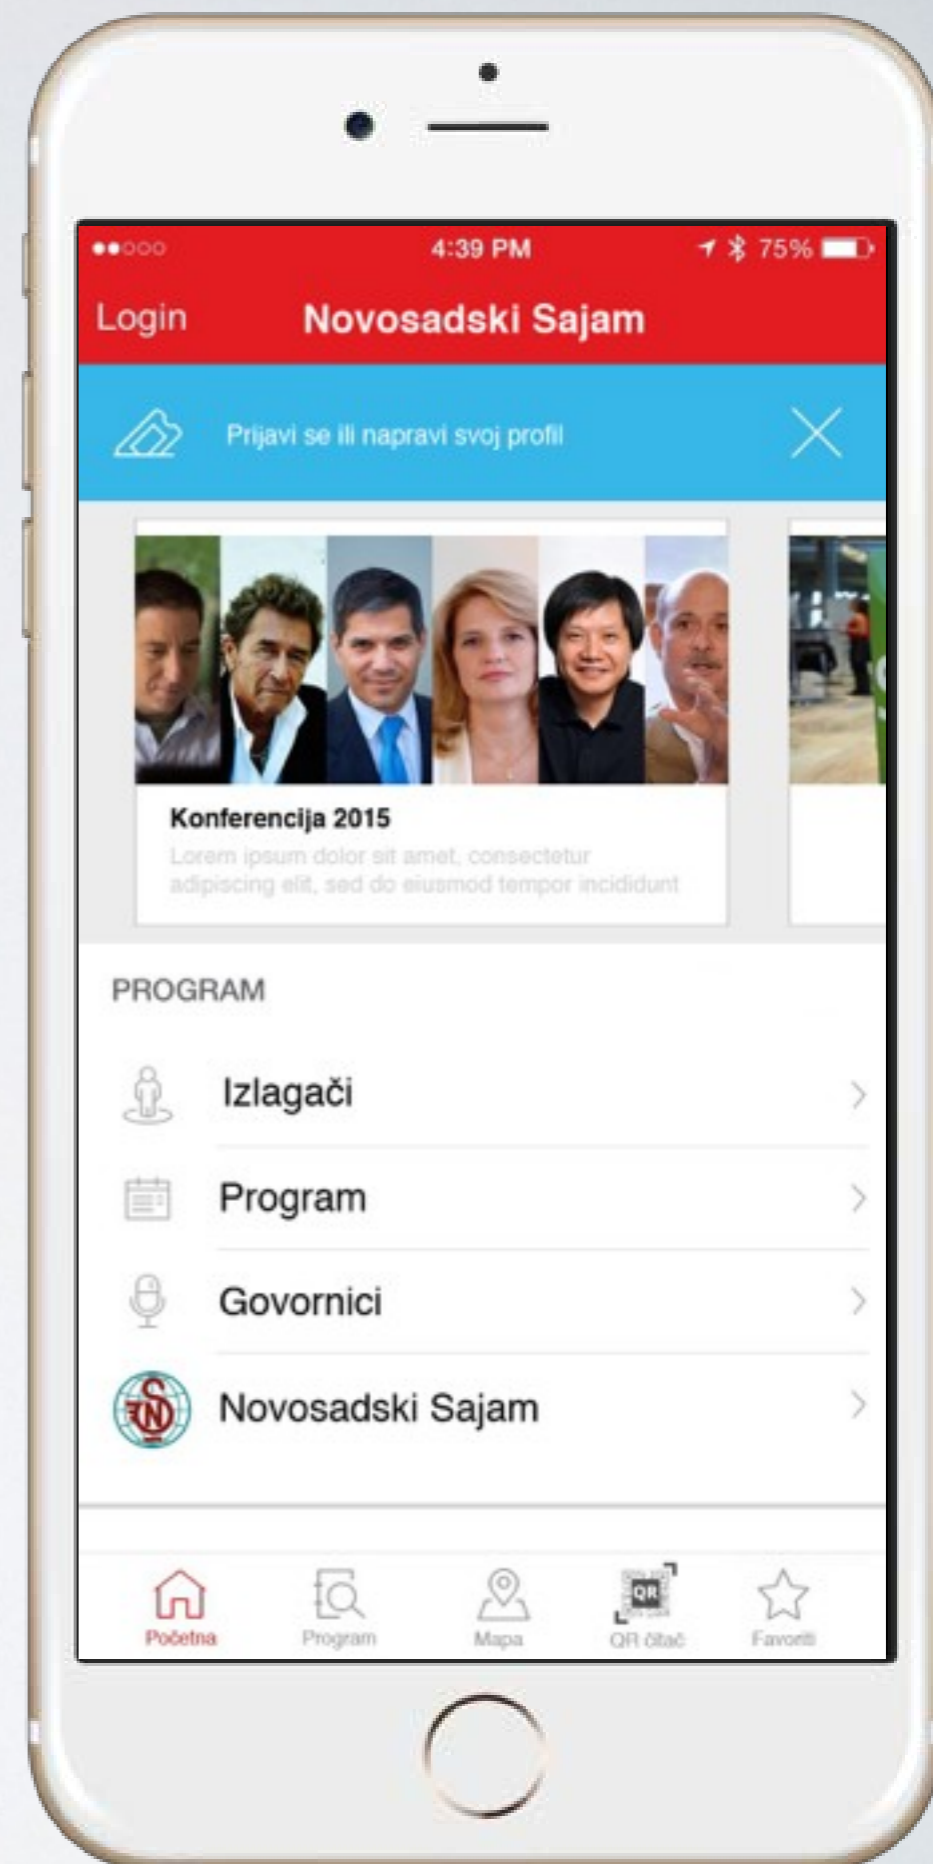 4:39 PM
75%
Login
Novosadski Sajam
Prijavi se ili napravi svoj profil
Konferencija 2015
Lorem ipsum dolor sit amet, consectetur
adipiscing elit, sed do eiusmod tempor incididunt
PROGRAM
Izlagači
Program
Govornici
Novosadski Sajam
QR
Početna
Program
Mapa
QR čitač
Favoriti